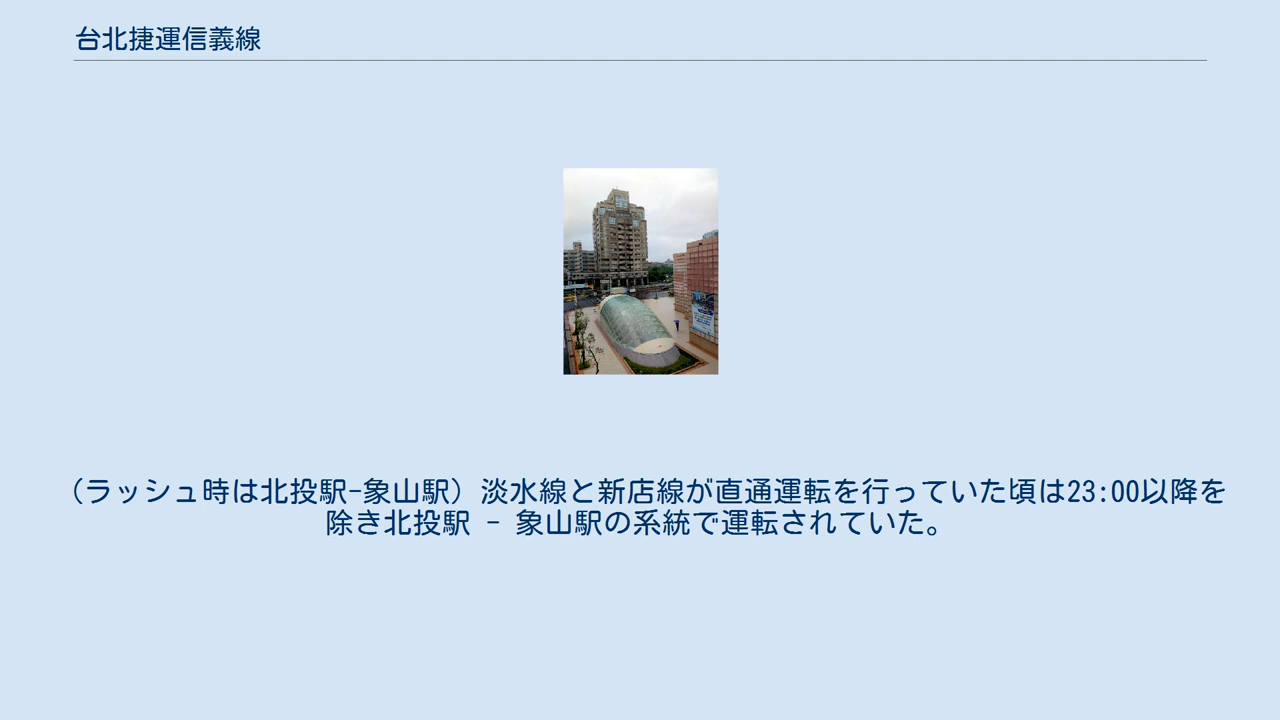 台北捷運信義線
(ラッシュ時は北投駅-象山駅) 淡水線と新店線が直通運転を行っていた頃は23:00以降を
除き北投駅 - 象山駅の系統で運転されていた。